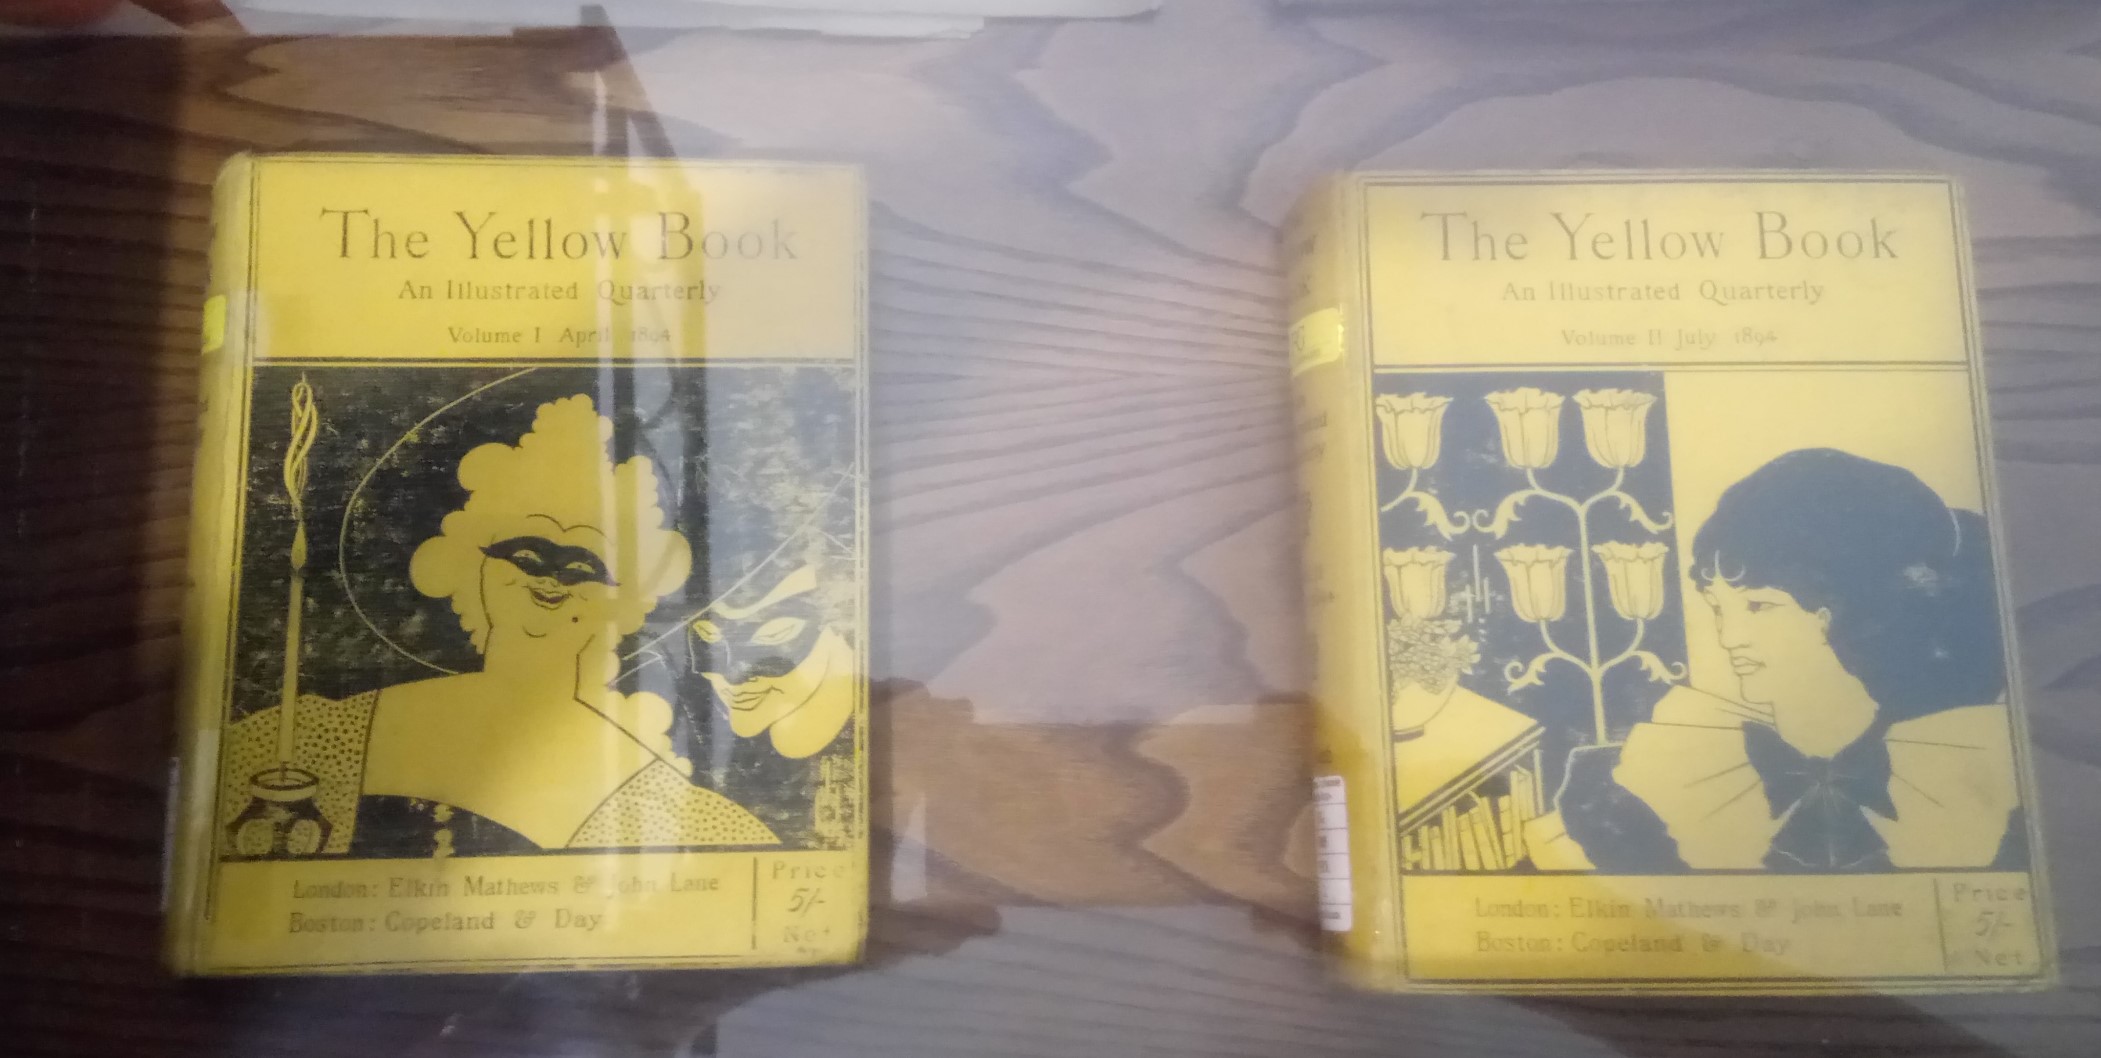 The Yellow Book
An Illustrated Quarterly
Volume I April 1894
London: Elkin Mathews & John Lane
Boston: Copeland & Day
Price
5/-
Net
The Yellow Book
An Illustrated Quarterly
Volume II July 1894
London: Elkin Mathews & John Lane
Boston: Copeland & Day
Price
5/-
Net